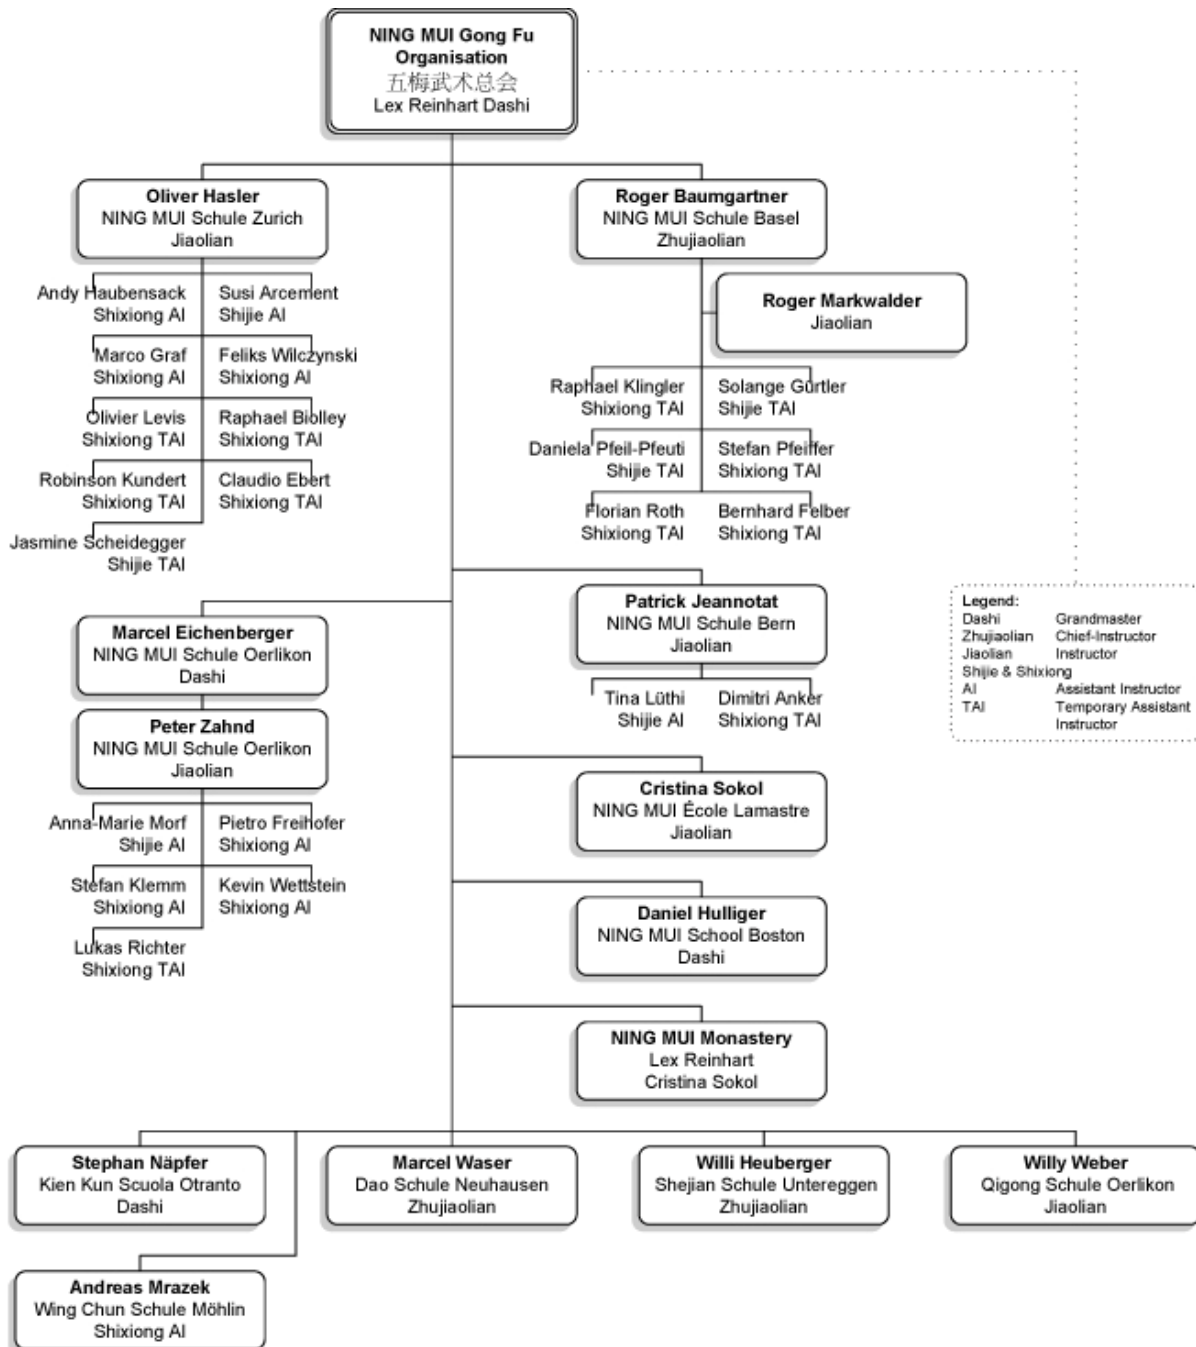 NING MUI Gong Fu
Organisation
五梅武术总会
Lex Reinhart Dashi
Oliver Hasler
NING MUI Schule Zurich
Jiaolian
Andy Haubensack
Shixiong AI
Susi Arcement
Shijie AI
Marco Graf
Shixiong AI
Feliks Wilczynski
Shixiong AI
Olivier Levis
Shixiong TAI
Raphael Biolley
Shixiong TAI
Robinson Kundert
Shixiong TAI
Claudio Ebert
Shixiong TAI
Jasmine Scheidegger
Shijie TAI
Roger Baumgartner
NING MUI Schule Basel
Zhujiaolian
Roger Markwalder
Jiaolian
Raphael Klingler
Shixiong TAI
Solange Gürtler
Shijie TAI
Daniela Pfeil-Pfeuti
Shijie TAI
Stefan Pfeiffer
Shixiong TAI
Florian Roth
Shixiong TAI
Bernhard Felber
Shixiong TAI
Marcel Eichenberger
NING MUI Schule Oerlikon
Dashi
Peter Zahnd
NING MUI Schule Oerlikon
Jiaolian
Anna-Marie Morf
Shijie AI
Pietro Freihofer
Shixiong AI
Stefan Klemm
Shixiong AI
Kevin Wettstein
Shixiong AI
Lukas Richter
Shixiong TAI
Patrick Jeannotat
NING MUI Schule Bern
Jiaolian
Tina Lüthi
Shijie AI
Dimitri Anker
Shixiong TAI
Cristina Sokol
NING MUI École Lamastre
Jiaolian
Daniel Hulliger
NING MUI School Boston
Dashi
NING MUI Monastery
Lex Reinhart
Cristina Sokol
Legend:
Dashi Grandmaster
Zhujiaolian Chief-Instructor
Jiaolian Instructor
Shijie & Shixiong
AI Assistant Instructor
TAI Temporary Assistant
Instructor
Stephan Näpfer
Kien Kun Scuola Otranto
Dashi
Marcel Waser
Dao Schule Neuhausen
Zhujiaolian
Willi Heuberger
Shejian Schule Untereggen
Zhujiaolian
Willy Weber
Qigong Schule Oerlikon
Jiaolian
Andreas Mrazek
Wing Chun Schule Möhlin
Shixiong AI